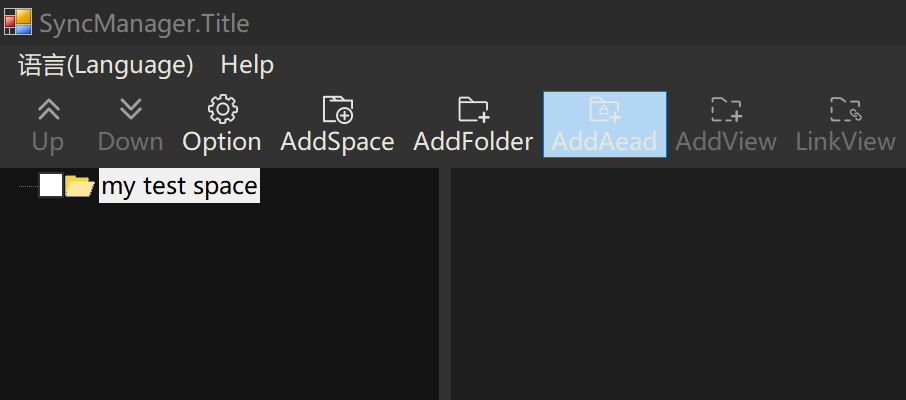 SyncManager.Title
语言(Language) Help
Up Down Option AddSpace AddFolder AddAead AddView LinkView
my test space